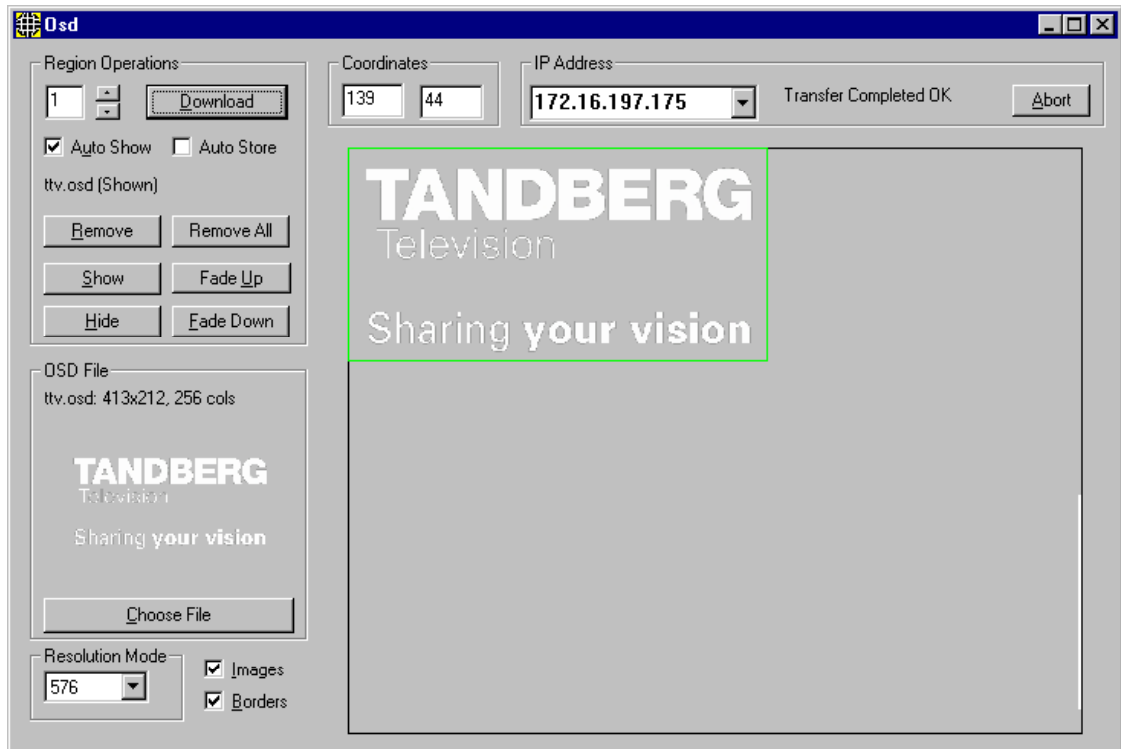 Osd
Region Operations
1
Download
Auto Show
Auto Store
ttv.osd (Shown)
Remove
Remove All
Show
Fade Up
Hide
Fade Down
OSD File
ttv.osd: 413x212, 256 cols
TANDBERG
Television
Sharing your vision
Choose File
Resolution Mode
576
Images
Borders
Coordinates
139
44
IP Address
172.16.197.175
Transfer Completed OK
Abort
TANDBERG
Television
Sharing your vision